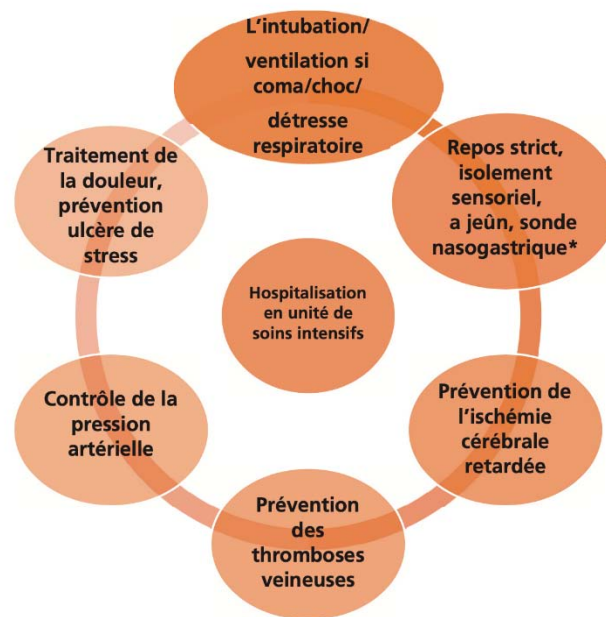 L'intubation/
ventilation si
coma/choc/
détresse
respiratoire
Repos strict,
isolement
sensoriel,
a jeûn, sonde
nasogastrique*
Prévention de
l'ischémie
cérébrale
retardée
Prévention
des
thromboses
veineuses
Contrôle de la
pression
artérielle
Traitement de
la douleur,
prévention
ulcère de
stress
Hospitalisation
en unité de
soins intensifs